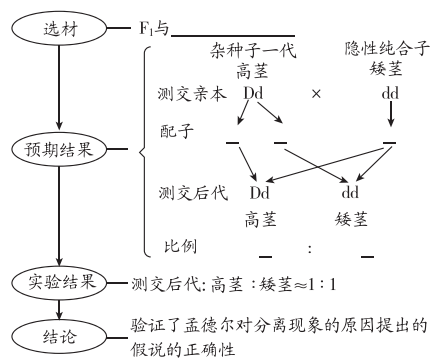 选材 F₁与
杂种子一代 隐性纯合子
高茎 矮茎
测交亲本 Dd × dd
配子
预期结果
测交后代 Dd dd
高茎 矮茎
比例 :
实验结果 测交后代:高茎:矮茎≈1:1
结论 验证了孟德尔对分离现象的原因提出的
假说的正确性